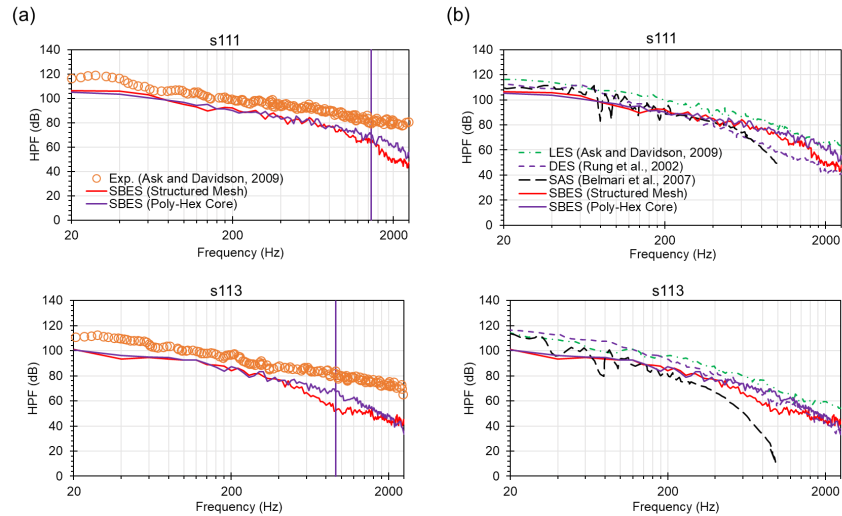 (a)
s111
140
120
100
80
60
40
20
0
HPF (dB)
Exp. (Ask and Davidson, 2009)
SBES (Structured Mesh)
SBES (Poly-Hex Core)
20 200 2000
Frequency (Hz)
(b)
s111
140
120
100
80
60
40
20
0
HPF (dB)
LES (Ask and Davidson, 2009)
DES (Rung et al., 2002)
SAS (Belmari et al., 2007)
SBES (Structured Mesh)
SBES (Poly-Hex Core)
20 200 2000
Frequency (Hz)
s113
140
120
100
80
60
40
20
0
HPF (dB)
20 200 2000
Frequency (Hz)
s113
140
120
100
80
60
40
20
0
HPF (dB)
20 200 2000
Frequency (Hz)